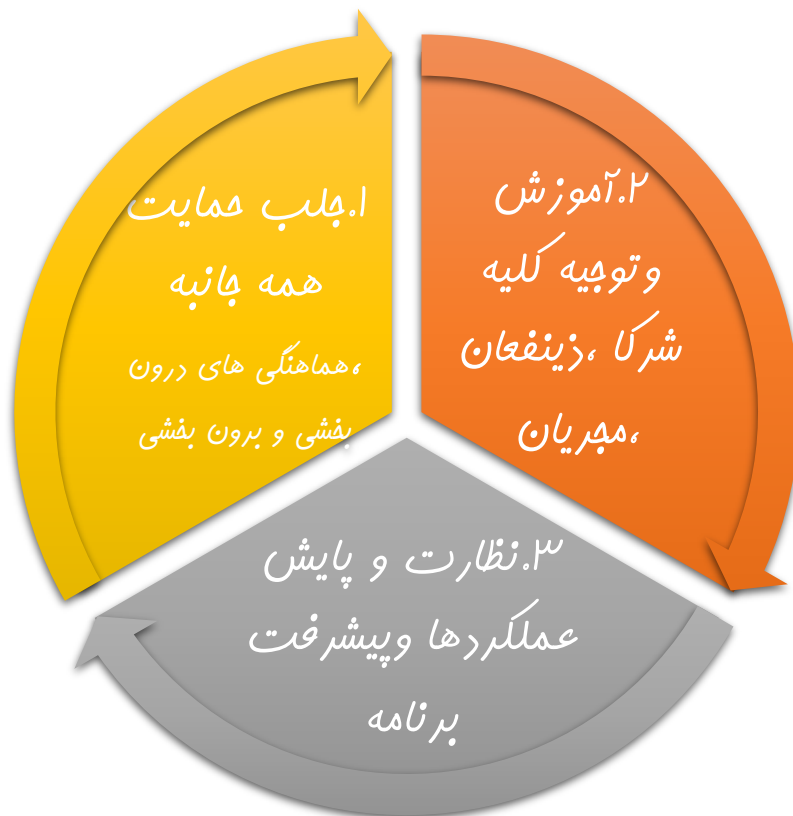 ۱.جلب حمایت
همه جانبه
،هماهنگی های درون
بخشی و برون بخشی
۲.آموزش
وتوجیه کلیه
شرکا ،ذینفعان
،مجریان
۳.نظارت و پایش
عملکردها وپیشرفت
برنامه